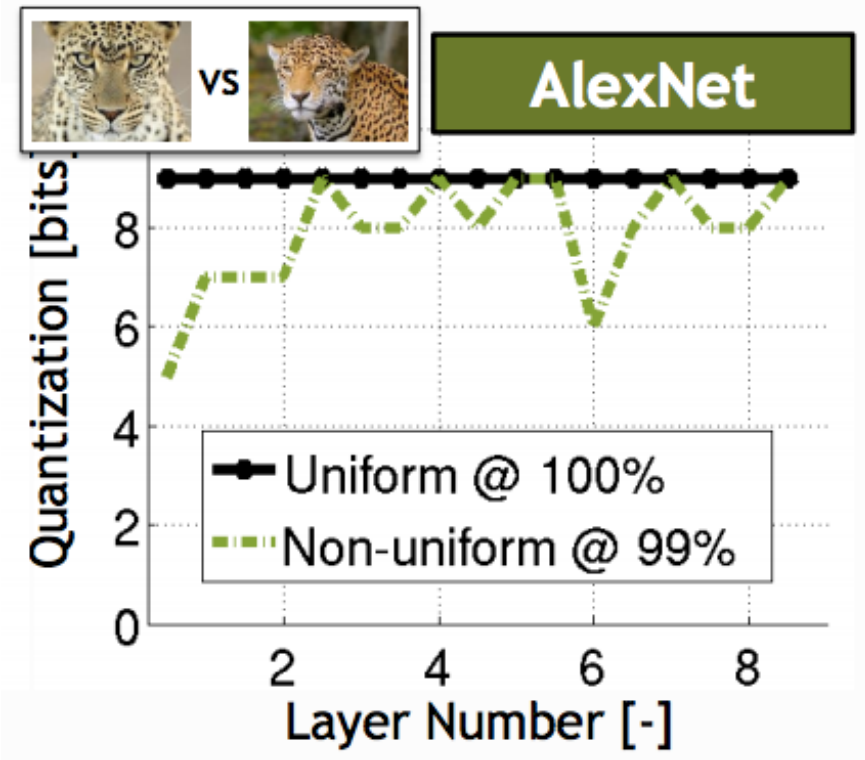 VS
AlexNet
Quantization [bits]
8
6
4
2
0
Uniform @ 100%
Non-uniform @ 99%
2 4 6 8
Layer Number [-]